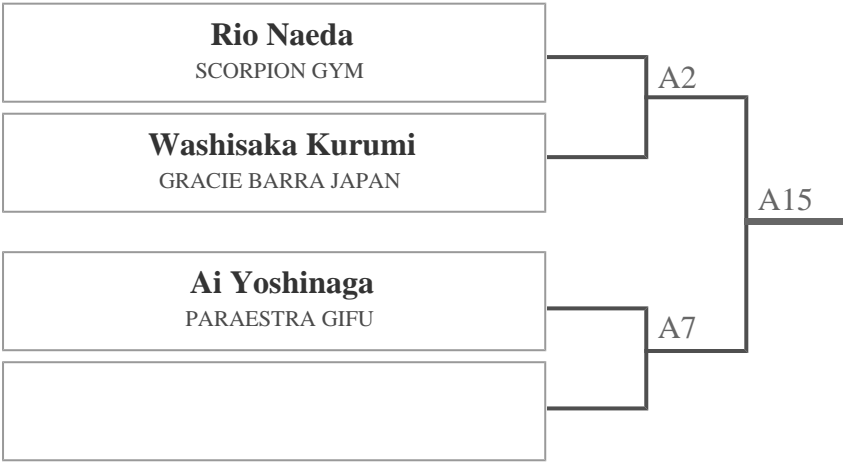 Rio Naeda
SCORPION GYM
A2
Washisaka Kurumi
GRACIE BARRA JAPAN
A15
Ai Yoshinaga
PARAESTRA GIFU
A7